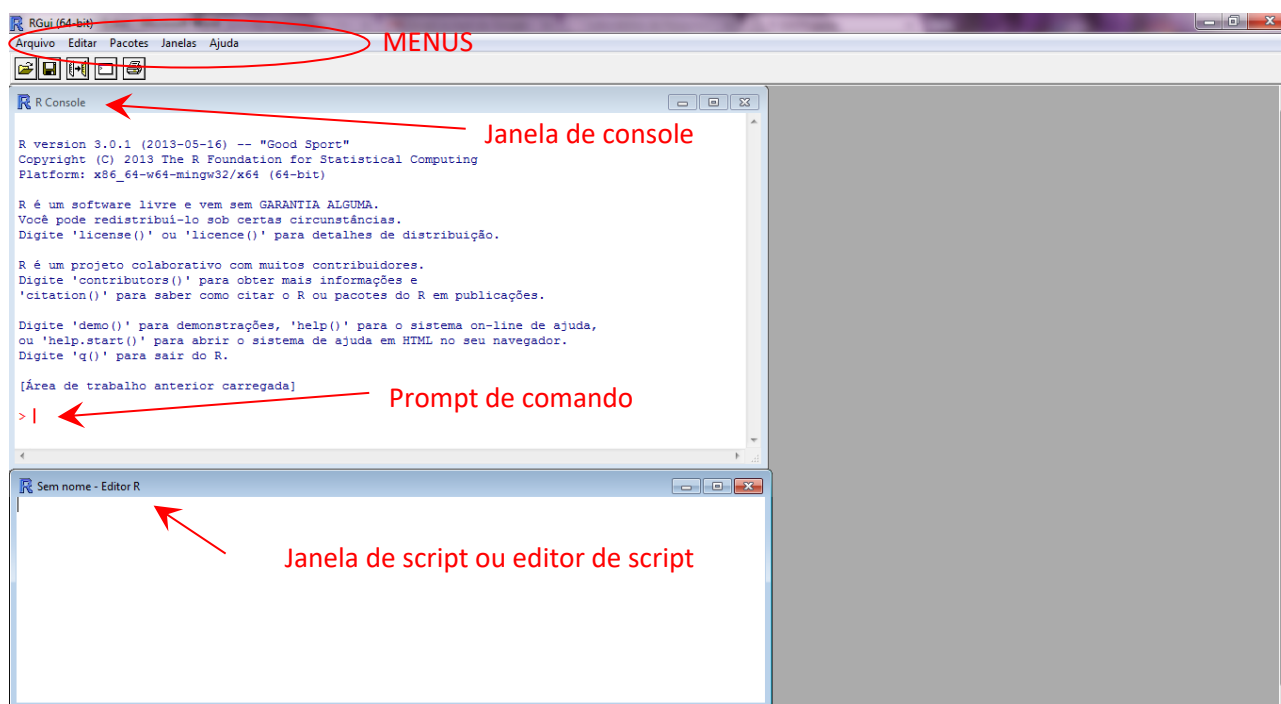 RGui (64-bit)
Arquivo Editar Pacotes Janelas Ajuda
MENUS
R Console
Janela de console
R version 3.0.1 (2013-05-16) -- "Good Sport"
Copyright (C) 2013 The R Foundation for Statistical Computing
Platform: x86_64-w64-mingw32/x64 (64-bit)
R é um software livre e vem sem GARANTIA ALGUMA.
Você pode redistribuí-lo sob certas circunstâncias.
Digite 'license()' ou 'licence()' para detalhes de distribuição.
R é um projeto colaborativo com muitos contribuidores.
Digite 'contributors()' para obter mais informações e
'citation()' para saber como citar o R ou pacotes do R em publicações.
Digite 'demo()' para demonstrações, 'help()' para o sistema on-line de ajuda,
ou 'help.start()' para abrir o sistema de ajuda em HTML no seu navegador.
Digite 'q()' para sair do R.
[Área de trabalho anterior carregada]
Prompt de comando
>
Sem nome - Editor R
Janela de script ou editor de script